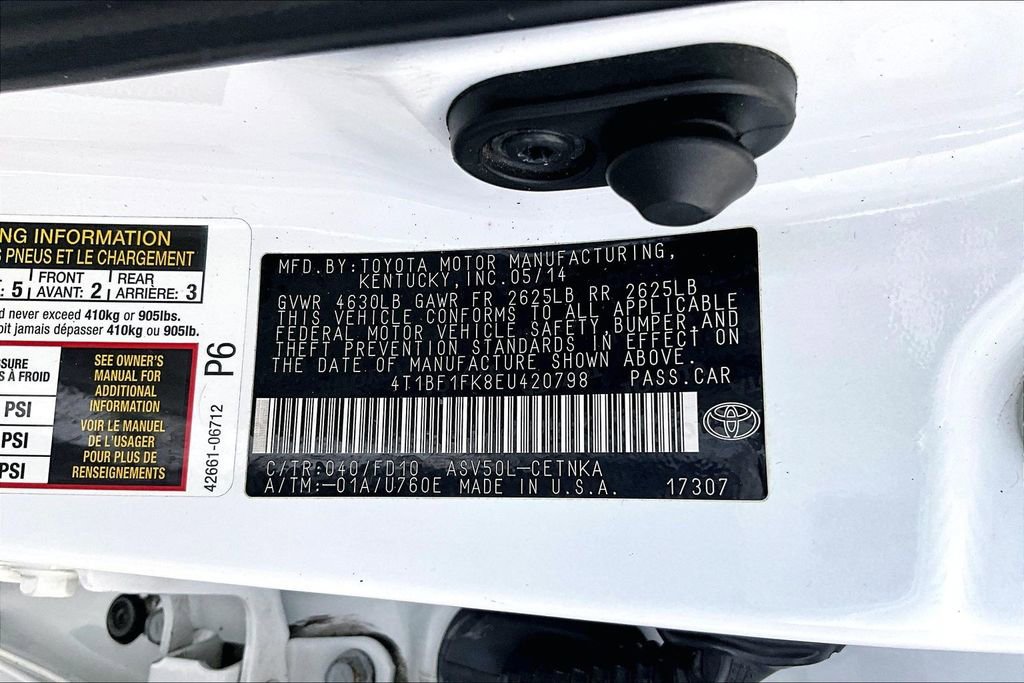 NG INFORMATION
S PNEUS ET LE CHARGEMENT
: 5 | FRONT AVANT: 2 | REAR ARRIÈRE: 3
d never exceed 410kg or 905lbs.
oit jamais dépasser 410kg ou 905lb.
SSURE
S À FROID
PSI
PSI
PSI
SEE OWNER'S
MANUAL FOR
ADDITIONAL
INFORMATION
VOIR LE MANUEL
DE L'USAGER
POUR PLUS DE
RENSEIGNEMENTS
P6
42661-06712
MFD.BY:TOYOTA MOTOR MANUFACTURING,
KENTUCKY,INC.05/14
GVWR 4630LB GAWR FR 2625LB RR 2625LB
THIS VEHICLE CONFORMS TO ALL APPLICABLE
FEDERAL MOTOR VEHICLE SAFETY,BUMPER,AND
THEFT PREVENTION STANDARDS IN EFFECT ON
THE DATE OF MANUFACTURE SHOWN ABOVE.
4T1BF1FK8EU420798 PASS.CAR
C/TR:040/FD10 ASV50L-CETNKA
A/TM:-01A/U760E MADE IN U.S.A. 17307